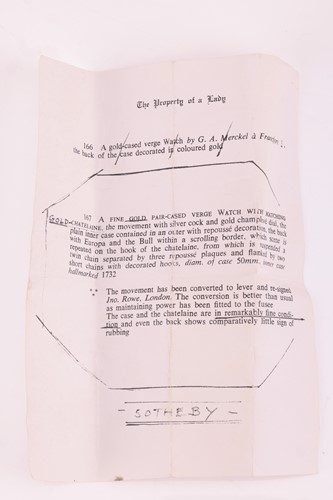 The Property of a Lady
166 A gold-cased verge Watch by G. A. Merckel à
the back of the case decorated in coloured gold
167 A FINE GOLD PAIR-CASED VERGE WATCH WITH MATCHING
GOLD CHATELAINE, the movement with silver cock and gold champlevé dial, the
plain inner case contained in an outer with repoussé decoration, the back
with Europa and the Bull within a scrolling border, which scene is
repeated on the hook of the chatelaine, from which is suspended a
twin chain separated by three repoussé plaques and flanked by two
short chains with decorated hooks, diam. of case 50mm. inner case
hallmarked 1732
The movement has been converted to lever and re-signed,
Jno. Rowe, London. The conversion is better than usual
as maintaining power has been fitted to the fusee
The case and the chatelaine are in remarkably fine condi-
tion and even the back shows comparatively little sign of
rubbing
- SOTHEBY -